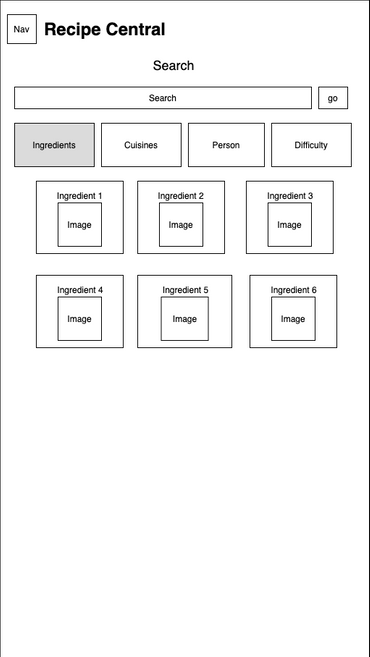 Nav
Recipe Central
Search
Search
go
Ingredients
Cuisines
Person
Difficulty
Ingredient 1
Ingredient 2
Ingredient 3
Image
Image
Image
Ingredient 4
Ingredient 5
Ingredient 6
Image
Image
Image